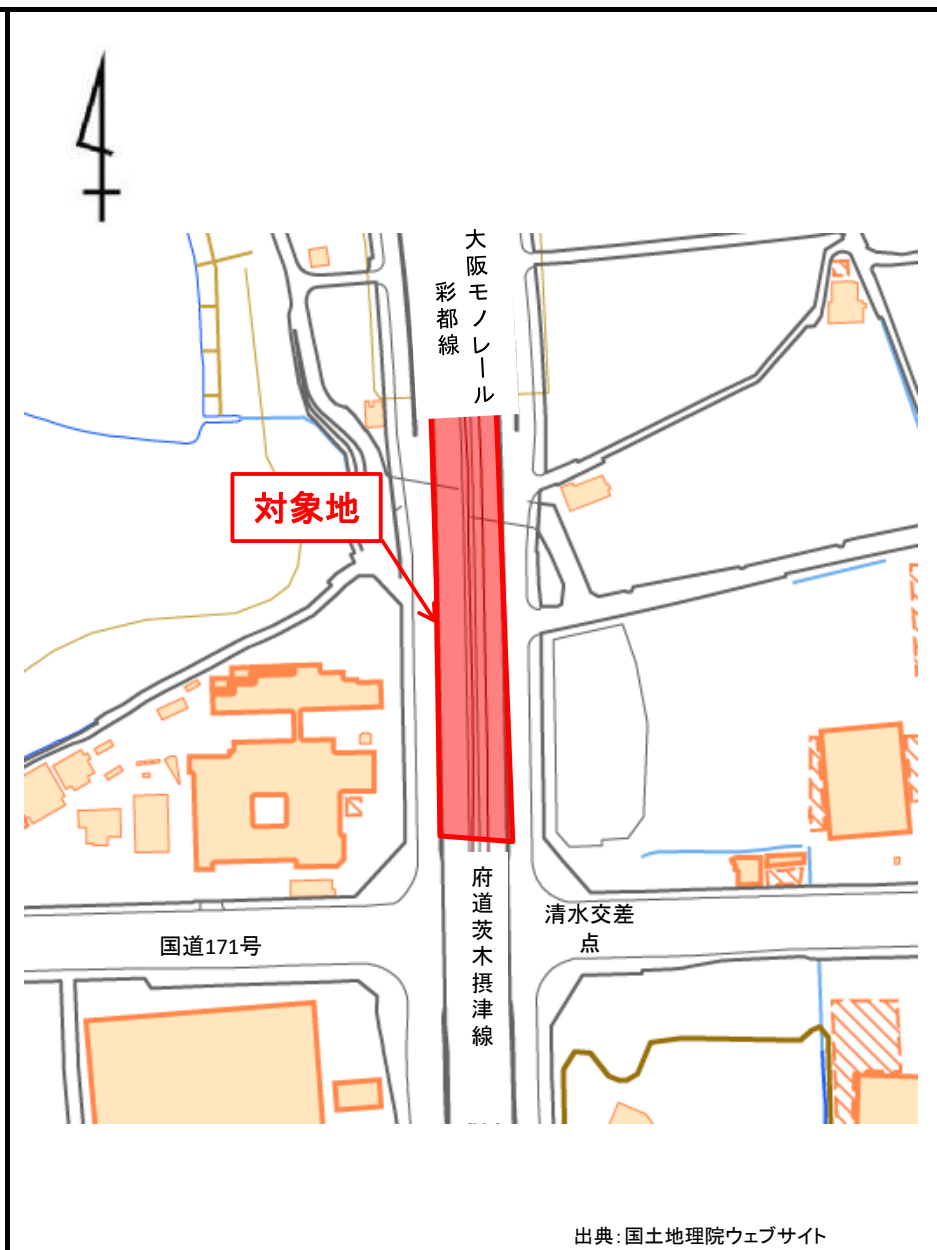 大阪モノレール
彩都線
対象地
府道茨木摂津線
清水交差
点
国道171号
出典：国土地理院ウェブサイト